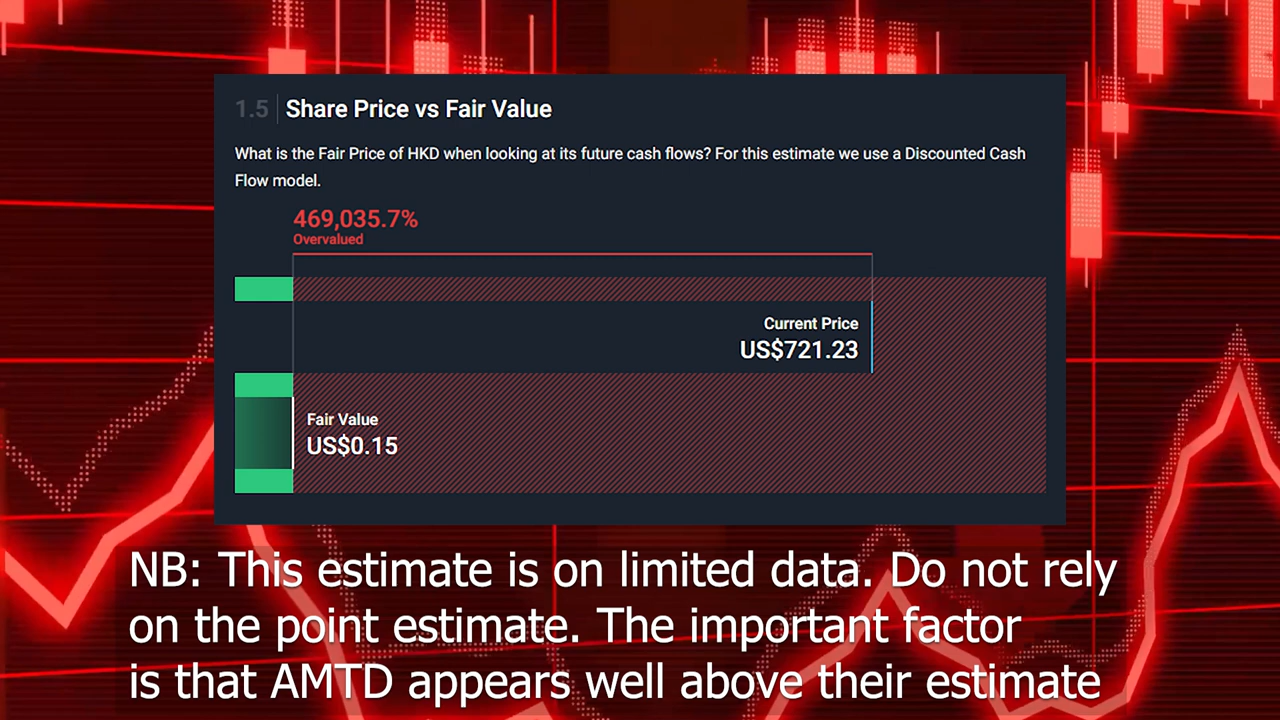 1.5 Share Price vs Fair Value
What is the Fair Price of HKD when looking at its future cash flows? For this estimate we use a Discounted Cash
Flow model.
469,035.7%
Overvalued
Current Price
US$721.23
Fair Value
US$0.15
NB: This estimate is on limited data. Do not rely
on the point estimate. The important factor
is that AMTD appears well above their estimate